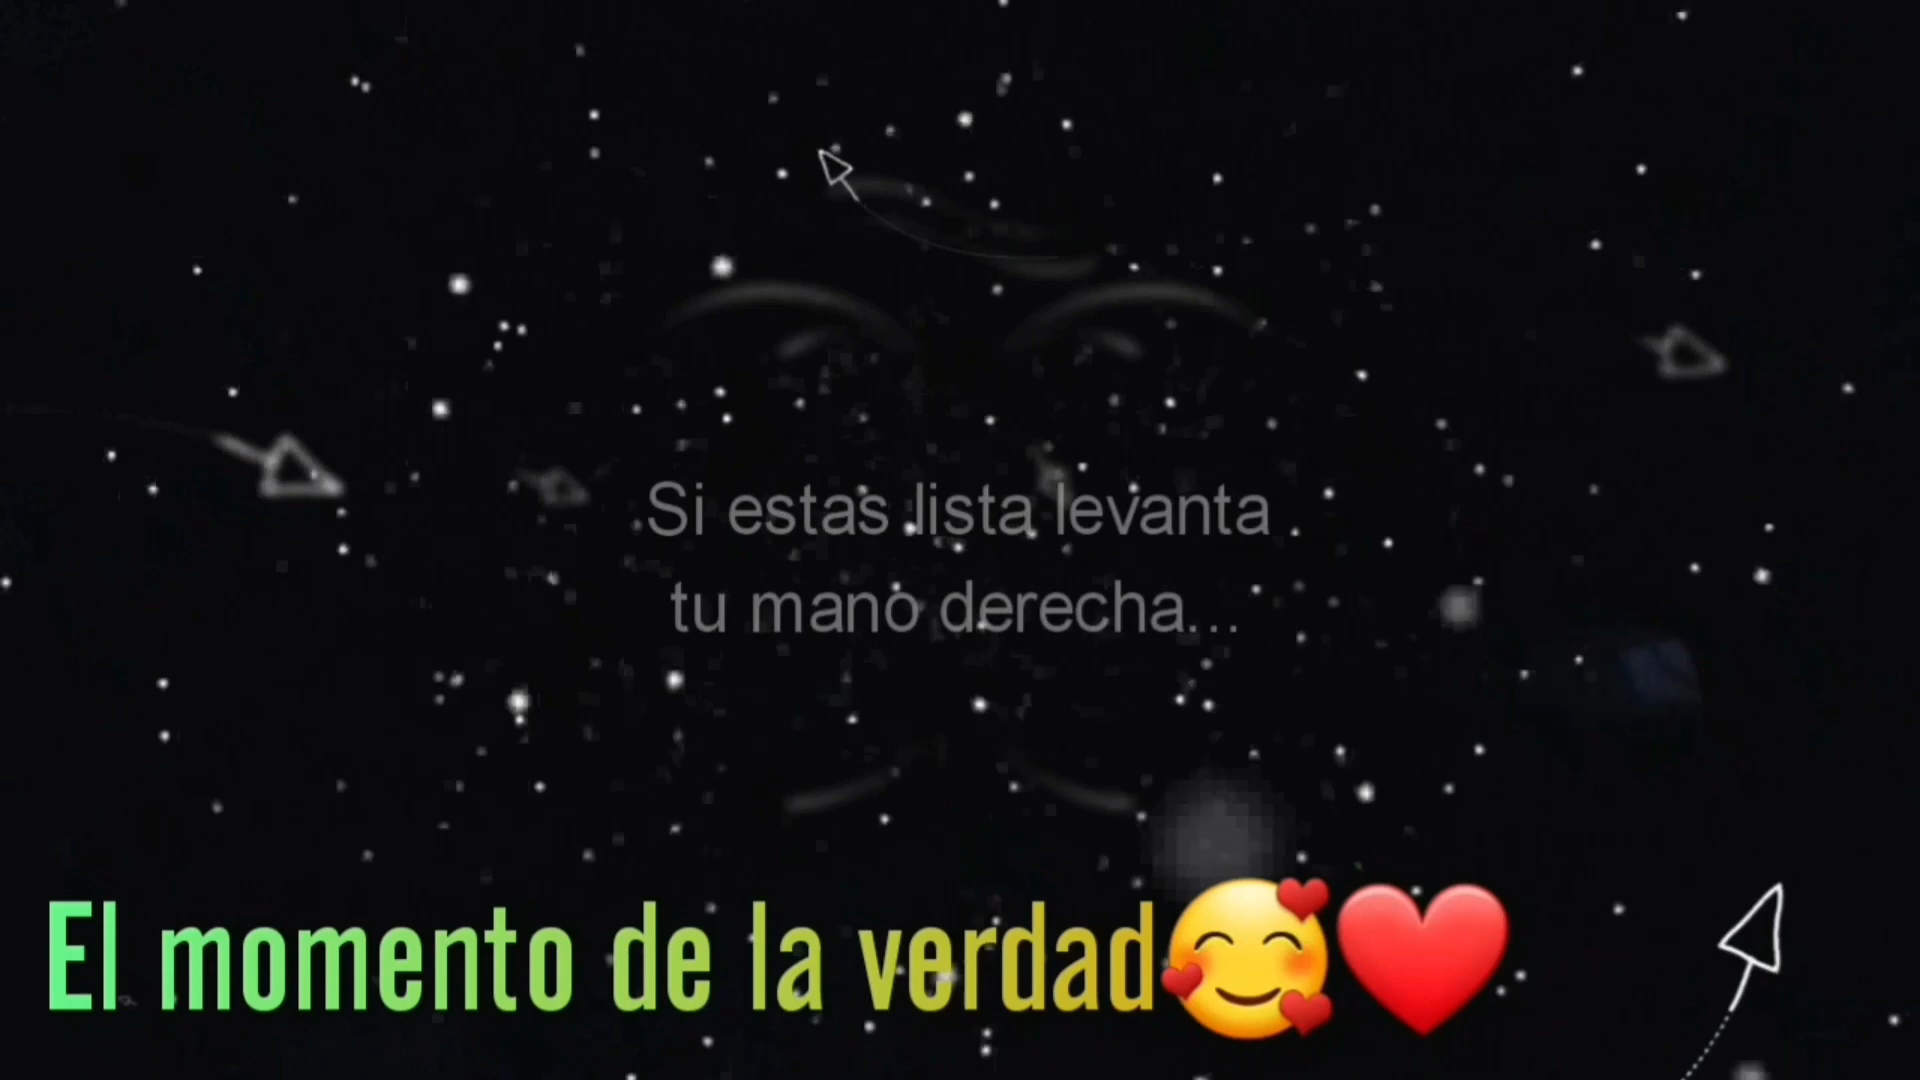 Si estas lista levanta
tu mano derecha...
El momento de la verdad🥰❤️